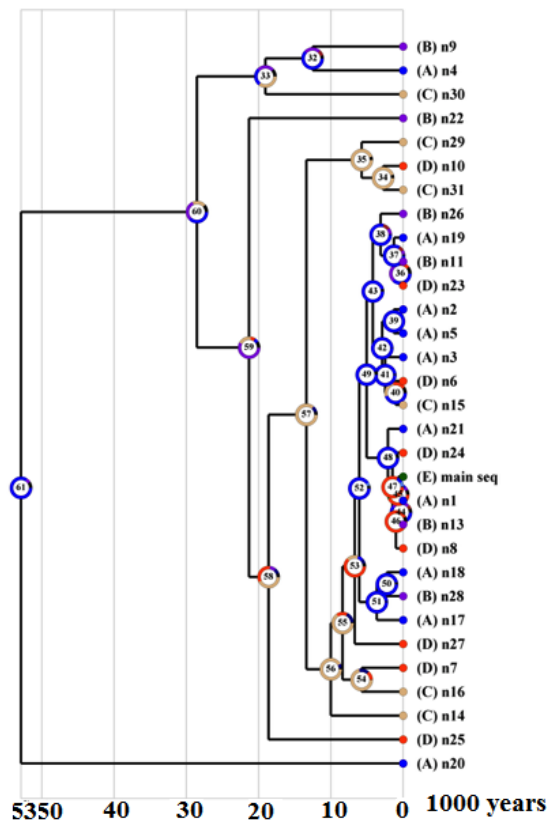 (B) n9
32
(A) n4
33
(C) n30
(B) n22
(C) n29
35
(D) n10
34
(C) n31
60
(B) n26
38
(A) n19
37
(B) n11
36
(D) n23
43
(A) n2
39
(A) n5
59
42
(A) n3
49
41
(D) n6
40
(C) n15
57
(A) n21
(D) n24
48
(E) main seq
61
52
47
(A) n1
46
(B) n13
(D) n8
53
(A) n18
58
50
(B) n28
51
(A) n17
55
(D) n27
56
(D) n7
54
(C) n16
(C) n14
(D) n25
(A) n20
5350 40 30 20 10 0 1000 years